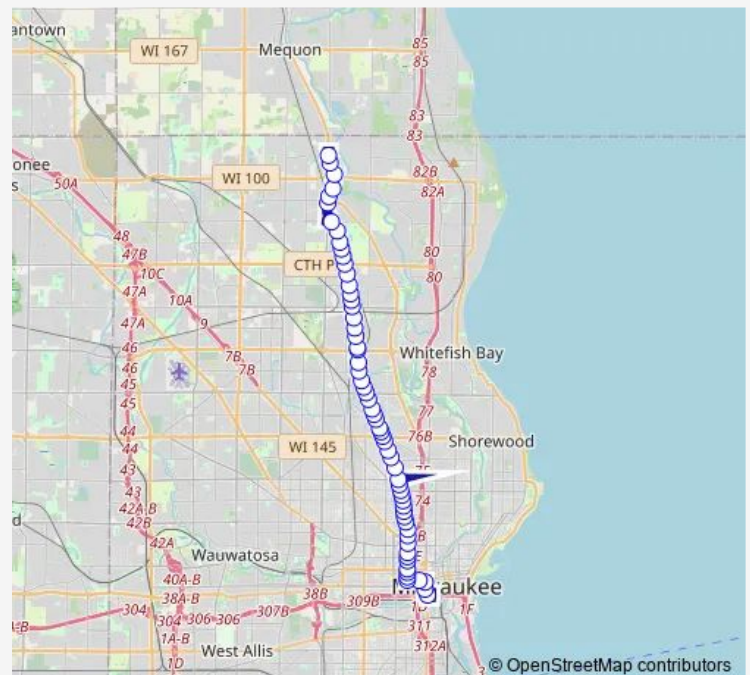 antown
WI 167
Mequon
85
85
83
83
onee
s
50A
WI 100
82B
82A
48
47B
10C
47A
10A
CTH P
80
80
47A
9
46
46
45
45
7B
7B
Whitefish Bay
78
77
44
44
76B
WI 145
Shorewood
43
43
74
42A-B
42B
d
42A
Wauwatosa
40A-B
38A-B
38B
304
304
306
306
307B
309B
1F
1A-B
311
312A
West Allis
1D
© OpenStreetMap contributors